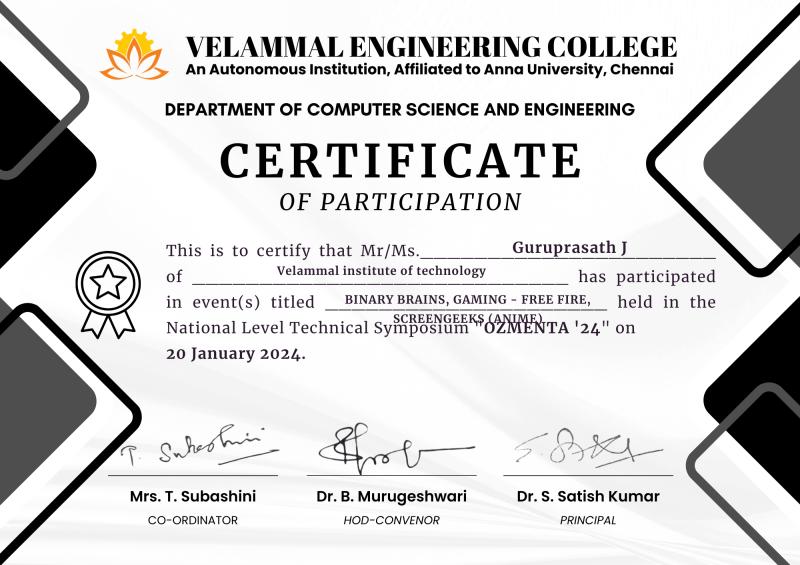 VELAMMAL ENGINEERING COLLEGE
An Autonomous Institution, Affiliated to Anna University, Chennai
DEPARTMENT OF COMPUTER SCIENCE AND ENGINEERING
CERTIFICATE
OF PARTICIPATION
This is to certify that Mr/Ms. Guruprasath J
of Velammal institute of technology has participated
in event(s) titled BINARY BRAINS, GAMING - FREE FIRE, held in the
SCREENGEEKS (ANIME)
National Level Technical Symposium "OZMENTA '24" on
20 January 2024.
T. Subashini
Mrs. T. Subashini Dr. B. Murugeshwari Dr. S. Satish Kumar
CO-ORDINATOR HOD-CONVENOR PRINCIPAL